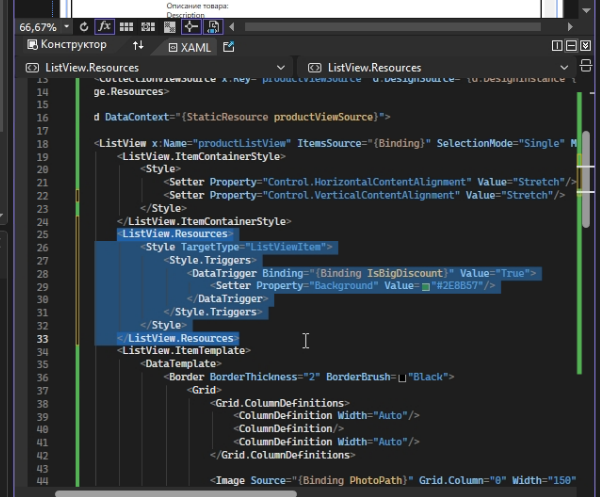 Описание товара:
Description
66,67%
Конструктор XAML
ListView.Resources ListView.Resources
13 <CollectionViewSource x:Key="productViewSource" d:DesignSource="{d:DesignInstance {
14 ge.Resources>
15
16 d DataContext="{StaticResource productViewSource}">
17
18 <ListView x:Name="productListView" ItemsSource="{Binding}" SelectionMode="Single" M
19 <ListView.ItemContainerStyle>
20 <Style>
21 <Setter Property="Control.HorizontalContentAlignment" Value="Stretch"/>
22 <Setter Property="Control.VerticalContentAlignment" Value="Stretch"/>
23 </Style>
24 </ListView.ItemContainerStyle>
25 <ListView.Resources>
26 <Style TargetType="ListViewItem">
27 <Style.Triggers>
28 <DataTrigger Binding="{Binding IsBigDiscount}" Value="True">
29 <Setter Property="Background" Value="#2E8B57"/>
30 </DataTrigger>
31 </Style.Triggers>
32 </Style>
33 </ListView.Resources>
34 <ListView.ItemTemplate>
35 <DataTemplate>
36 <Border BorderThickness="2" BorderBrush="Black">
37 <Grid>
38 <Grid.ColumnDefinitions>
39 <ColumnDefinition Width="Auto"/>
40 <ColumnDefinition/>
41 <ColumnDefinition Width="Auto"/>
42 </Grid.ColumnDefinitions>
43
44 <Image Source="{Binding PhotoPath}" Grid.Column="0" Width="150"